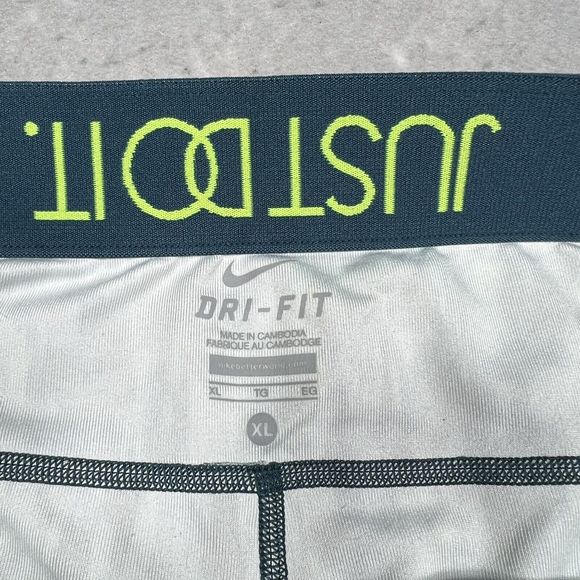 JUST DO IT.
DRI-FIT
MADE IN CAMBODIA
FABRIQUE AU CAMBODGE
nikebetterworld.com
XL TG EG
XL